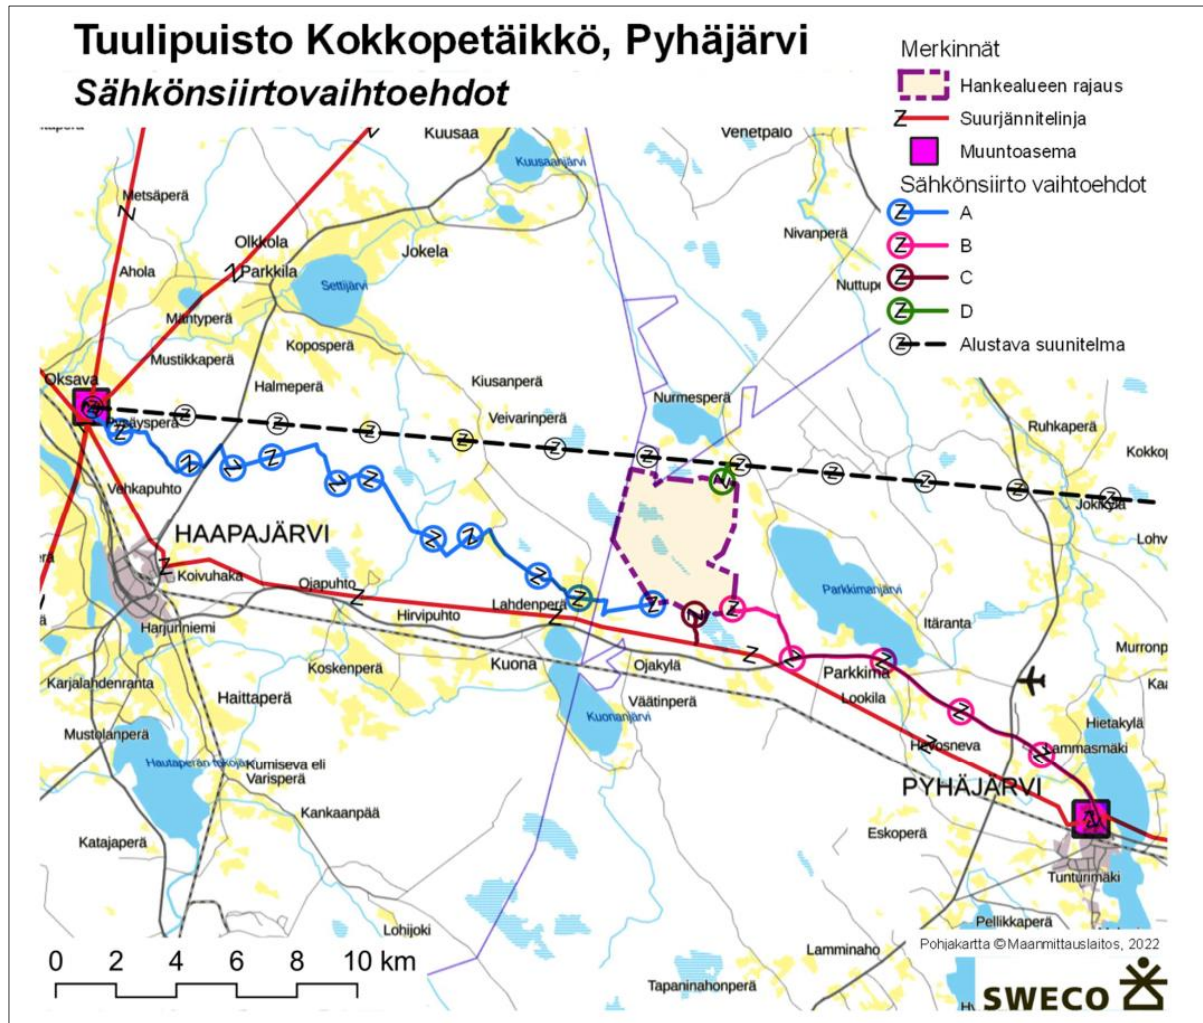 Tuulipuisto Kokkopetäikkö, Pyhäjärvi
Sähkönsiirtovaihtoehdot
Merkinnät
Hankealueen rajaus
Suurjännitelinja
Muuntoasema
Sähkönsiirto vaihtoehdot
A
B
C
D
Alustava suunitelma
Kuusaa
Venetpalo
Kuusaanjärvi
Metsäperä
Nivanperä
Olkkola
Jokela
Parkkila
Ahola
Settijärvi
Mäntyperä
Koposperä
Mustikkaperä
Oksava
Halmeperä
Kiusanperä
Nurmesperä
Veivarinperä
Ruhkaperä
Vehkapuhto
Jokikylä
HAAPAJÄRVI
Koivuhaka
Ojapuhto
Lahdenperä
Hirvipuhto
Parkkimanjärvi
Itäranta
Harjunniemi
Koskenperä
Kuona
Ojakylä
Parkkima
Karjalahdenranta
Haittaperä
Väätinperä
Lookila
Kuonanjärvi
Hietakylä
Mustolanperä
Lammasmäki
Kumiseva eli
Varisperä
PYHÄJÄRVI
Kankaanpää
Katajaperä
Eskoperä
Tunturimäki
Pellikkaperä
Lohijoki
Lamminaho
Pohjakartta © Maanmittauslaitos, 2022
Tapaninahonperä
0 2 4 6 8 10 km
SWECO